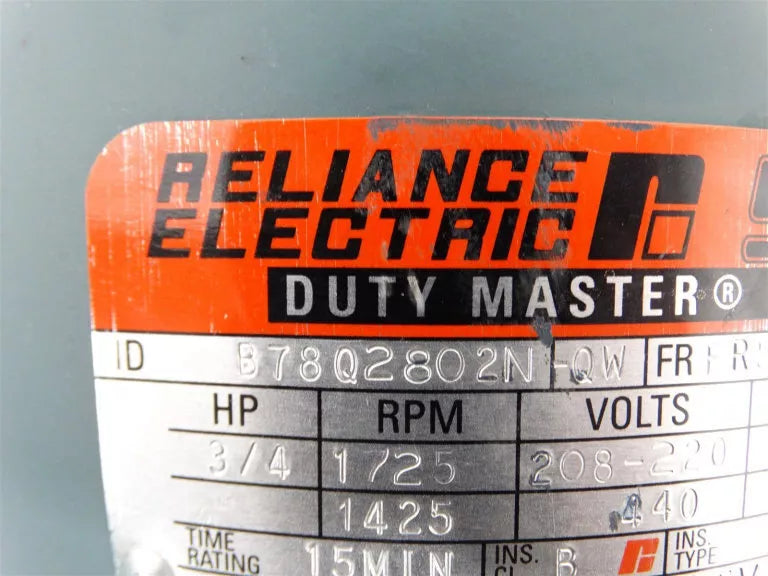 RELIANCE
ELECTRIC
DUTY MASTER®
ID B78Q2802N-QW FR
HP RPM VOLTS
3/4 1725 208-220
1425 440
TIME RATING 15MIN INS. CL B INS. TYPE